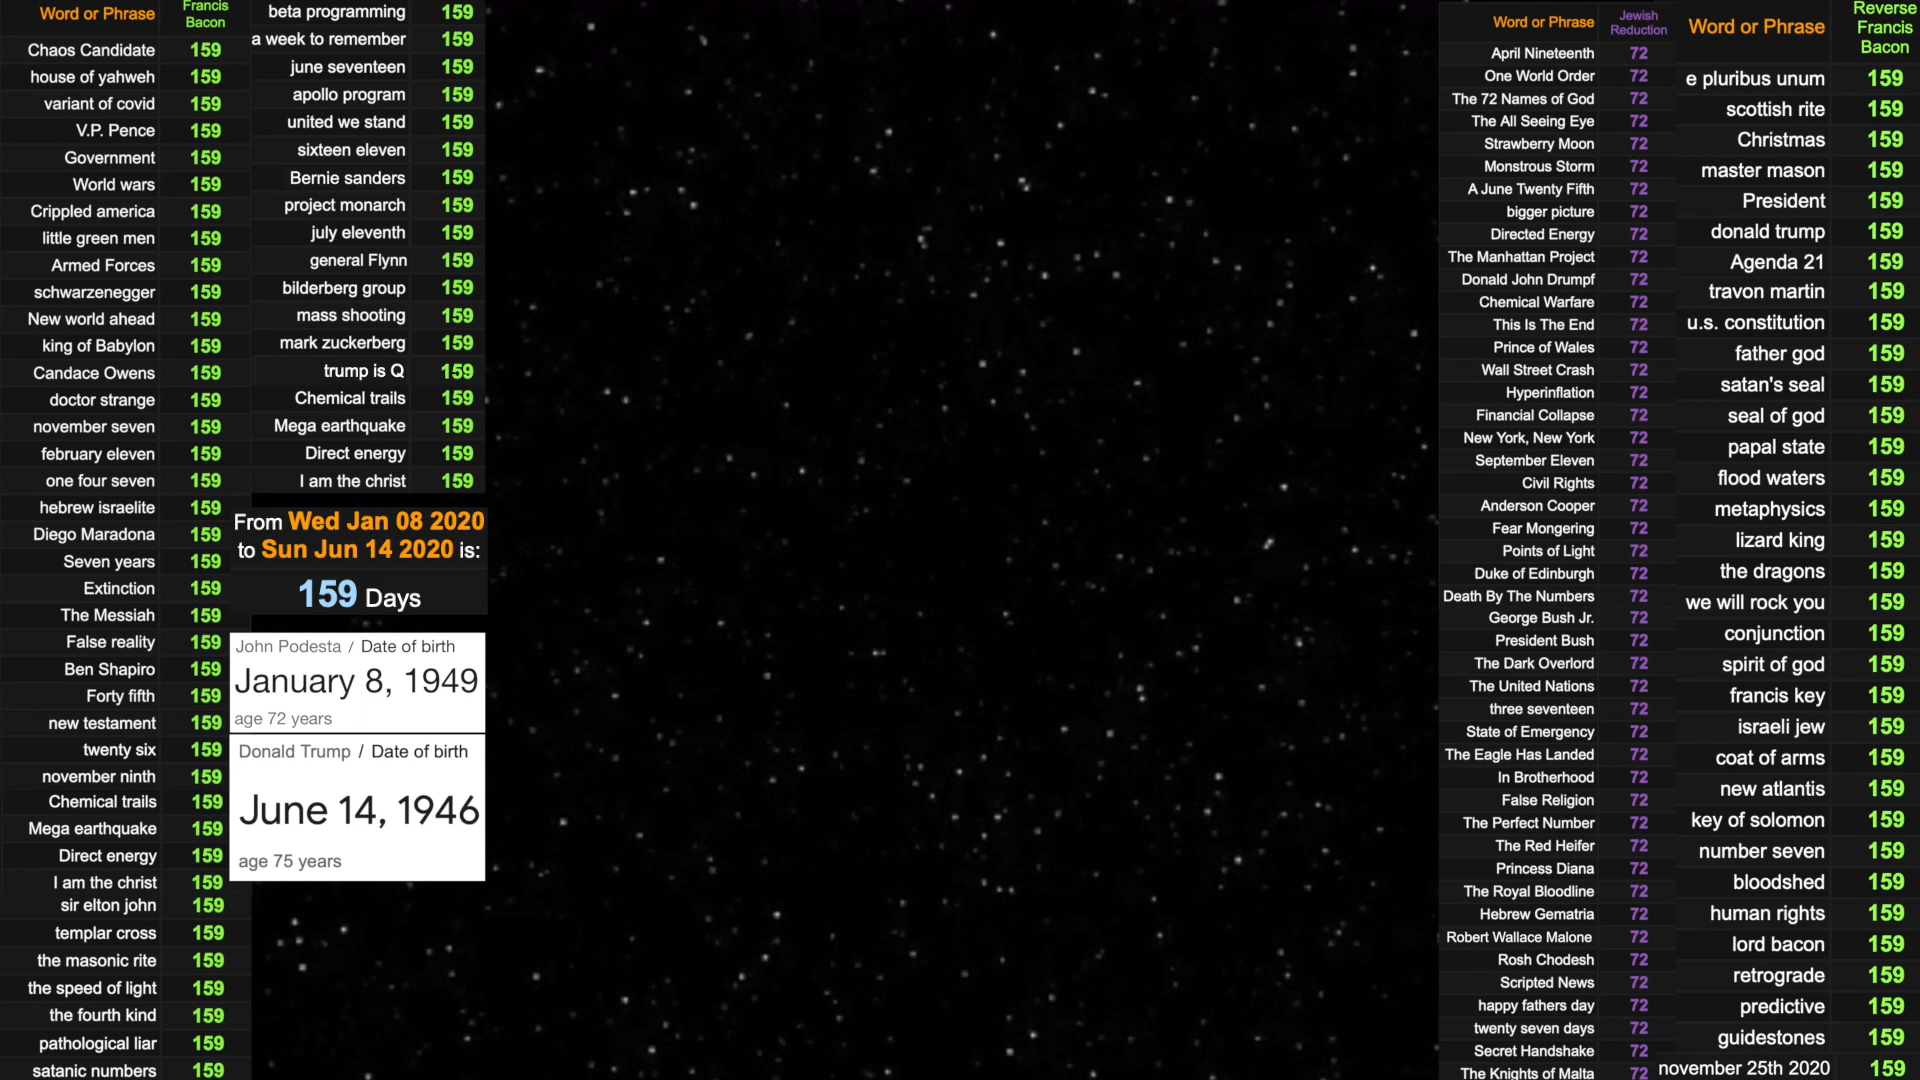 Word or Phrase Francis Bacon
Chaos Candidate 159
house of yahweh 159
variant of covid 159
V.P. Pence 159
Government 159
World wars 159
Crippled america 159
little green men 159
Armed Forces 159
schwarzenegger 159
New world ahead 159
king of Babylon 159
Candace Owens 159
doctor strange 159
november seven 159
february eleven 159
one four seven 159
hebrew israelite 159
Diego Maradona 159
Seven years 159
Extinction 159
The Messiah 159
False reality 159
Ben Shapiro 159
Forty fifth 159
new testament 159
twenty six 159
november ninth 159
Chemical trails 159
Mega earthquake 159
Direct energy 159
I am the christ 159
sir elton john 159
templar cross 159
the masonic rite 159
the speed of light 159
the fourth kind 159
pathological liar 159
satanic numbers 159
beta programming 159
a week to remember 159
june seventeen 159
apollo program 159
united we stand 159
sixteen eleven 159
Bernie sanders 159
project monarch 159
july eleventh 159
general Flynn 159
bilderberg group 159
mass shooting 159
mark zuckerberg 159
trump is Q 159
Chemical trails 159
Mega earthquake 159
Direct energy 159
I am the christ 159
From Wed Jan 08 2020
to Sun Jun 14 2020 is:
159 Days
John Podesta / Date of birth
January 8, 1949
age 72 years
Donald Trump / Date of birth
June 14, 1946
age 75 years
Word or Phrase Jewish Reduction
April Nineteenth 72
One World Order 72
The 72 Names of God 72
The All Seeing Eye 72
Strawberry Moon 72
Monstrous Storm 72
A June Twenty Fifth 72
bigger picture 72
Directed Energy 72
The Manhattan Project 72
Donald John Drumpf 72
Chemical Warfare 72
This Is The End 72
Prince of Wales 72
Wall Street Crash 72
Hyperinflation 72
Financial Collapse 72
New York, New York 72
September Eleven 72
Civil Rights 72
Anderson Cooper 72
Fear Mongering 72
Points of Light 72
Duke of Edinburgh 72
Death By The Numbers 72
George Bush Jr. 72
President Bush 72
The Dark Overlord 72
The United Nations 72
three seventeen 72
State of Emergency 72
The Eagle Has Landed 72
In Brotherhood 72
False Religion 72
The Perfect Number 72
The Red Heifer 72
Princess Diana 72
The Royal Bloodline 72
Hebrew Gematria 72
Robert Wallace Malone 72
Rosh Chodesh 72
Scripted News 72
happy fathers day 72
twenty seven days 72
Secret Handshake 72
The Knights of Malta 72
Word or Phrase Reverse Francis Bacon
e pluribus unum 159
scottish rite 159
Christmas 159
master mason 159
President 159
donald trump 159
Agenda 21 159
travon martin 159
u.s. constitution 159
father god 159
satan's seal 159
seal of god 159
papal state 159
flood waters 159
metaphysics 159
lizard king 159
the dragons 159
we will rock you 159
conjunction 159
spirit of god 159
francis key 159
israeli jew 159
coat of arms 159
new atlantis 159
key of solomon 159
number seven 159
bloodshed 159
human rights 159
lord bacon 159
retrograde 159
predictive 159
guidestones 159
november 25th 2020 159